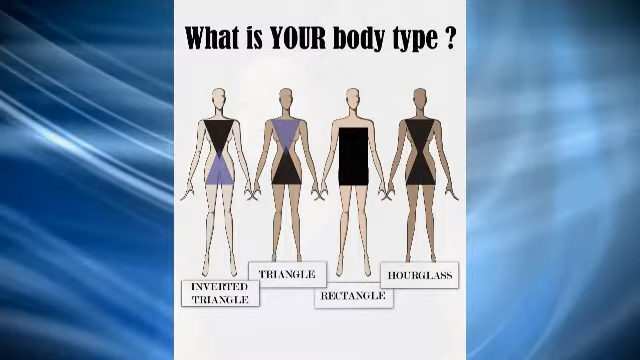 What is YOUR body type ?
INVERTED
TRIANGLE
TRIANGLE
RECTANGLE
HOURGLASS